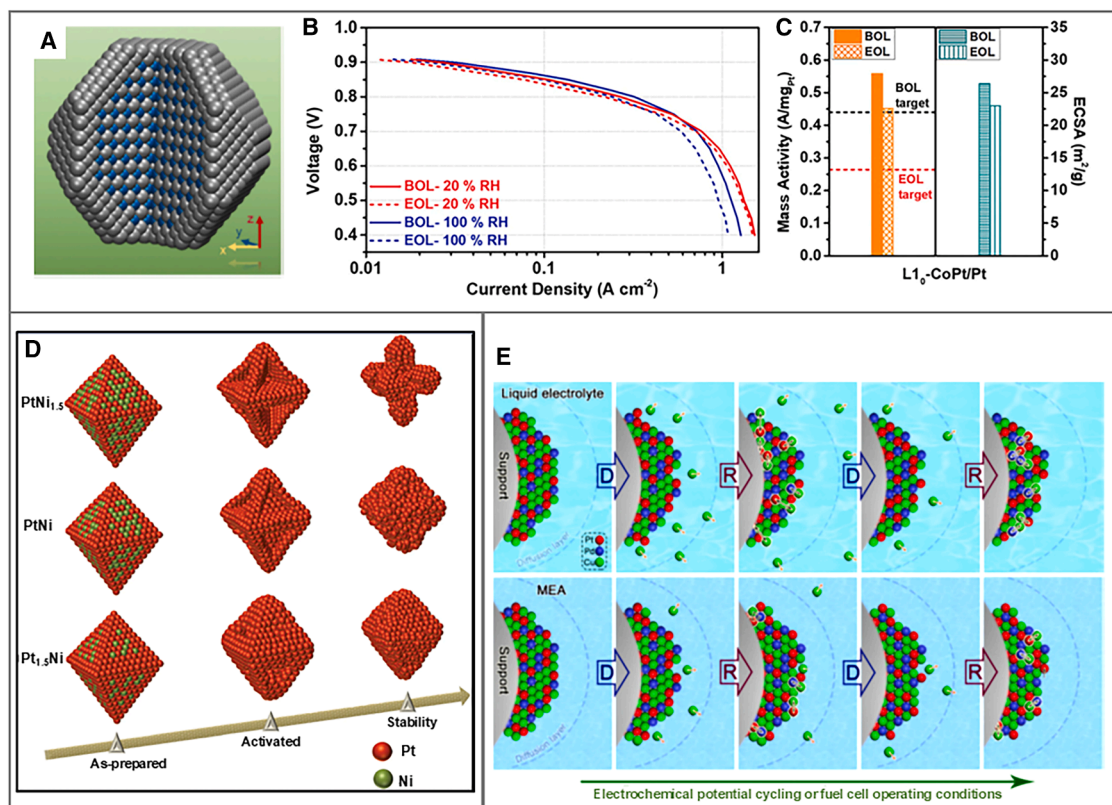 A
z
y
x
B
Voltage (V)
1.0
0.9
0.8
0.7
0.6
0.5
0.4
BOL- 20 % RH
EOL- 20 % RH
BOL- 100 % RH
EOL- 100 % RH
0.01 0.1 1
Current Density (A cm⁻²)
C
Mass Activity (A/mgPt)
0.7
0.6
0.5
0.4
0.3
0.2
0.1
0.0
BOL
EOL
BOL
EOL
BOL
target
EOL
target
35
30
25
20
15
10
5
0
ECSA (m²/g)
L1₀-CoPt/Pt
D
PtNi₁.₅
PtNi
Pt₁.₅Ni
As-prepared
Activated
Stability
Pt
Ni
E
Liquid electrolyte
Support
Diffusion layer
D
R
D
R
Pt
Pd
Cu
MEA
Support
Diffusion layer
D
R
D
R
Electrochemical potential cycling or fuel cell operating conditions